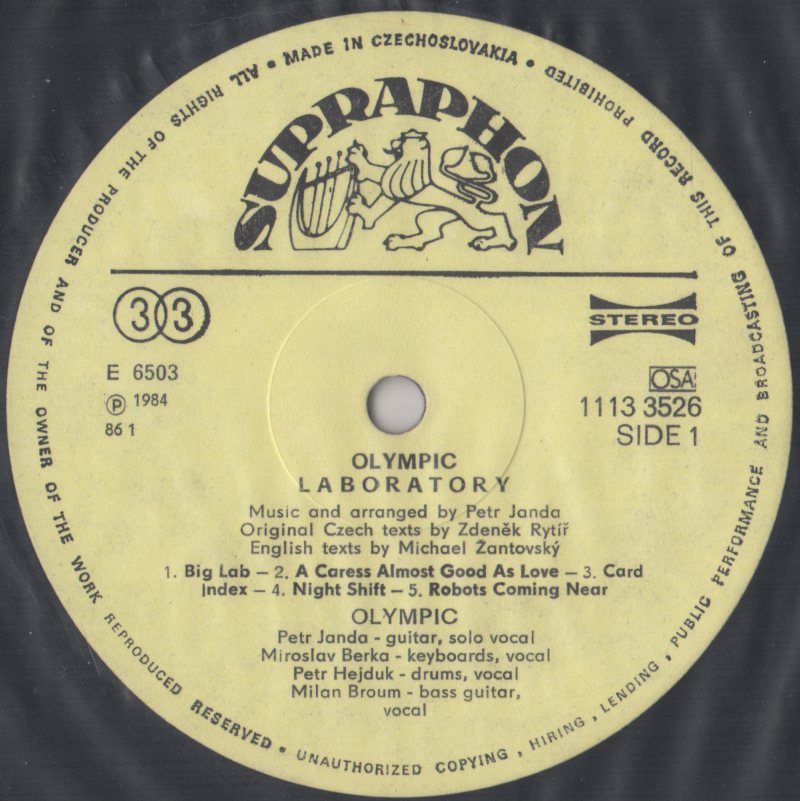 • MADE IN CZECHOSLOVAKIA •
ALL RIGHTS OF THE PRODUCER AND OF THE OWNER OF THE WORK REPRODUCED RESERVED • UNAUTHORIZED COPYING, HIRING, LENDING, PUBLIC PERFORMANCE AND BROADCASTING OF THIS RECORD PROHIBITED
SUPRAPHON
33
STEREO
E 6503
OSA
℗ 1984
1113 3526
86 1
SIDE 1
OLYMPIC
LABORATORY
Music and arranged by Petr Janda
Original Czech texts by Zdeněk Rytíř
English texts by Michael Žantovský
1. Big Lab – 2. A Caress Almost Good As Love – 3. Card
Index – 4. Night Shift – 5. Robots Coming Near
OLYMPIC
Petr Janda - guitar, solo vocal
Miroslav Berka - keyboards, vocal
Petr Hejduk - drums, vocal
Milan Broum - bass guitar,
vocal